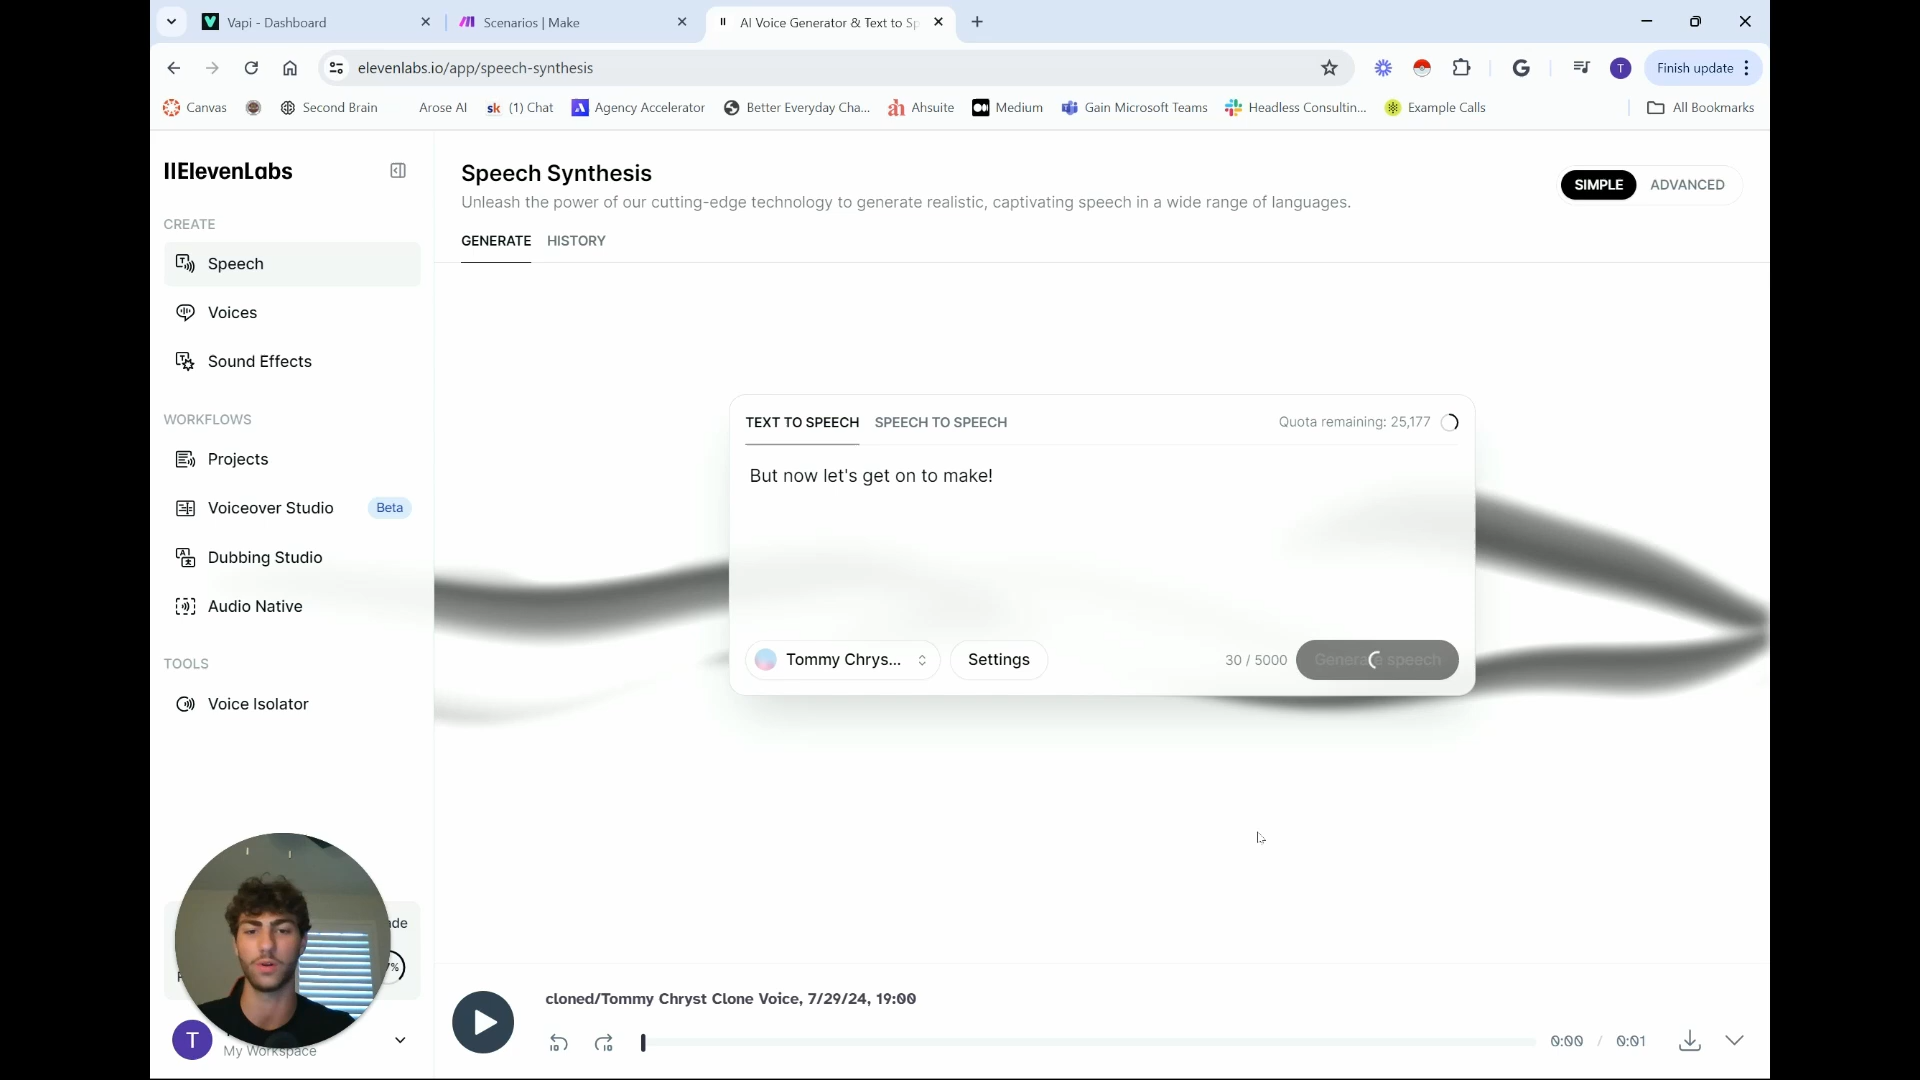 Vapi - Dashboard
Scenarios | Make
AI Voice Generator & Text to Sp
elevenlabs.io/app/speech-synthesis
Finish update
Canvas
Second Brain
Arose AI
(1) Chat
Agency Accelerator
Better Everyday Cha...
Ahsuite
Medium
Gain Microsoft Teams
Headless Consultin...
Example Calls
All Bookmarks
IIElevenLabs
CREATE
Speech
Voices
Sound Effects
WORKFLOWS
Projects
Voiceover Studio Beta
Dubbing Studio
Audio Native
TOOLS
Voice Isolator
T
My Workspace
Speech Synthesis
Unleash the power of our cutting-edge technology to generate realistic, captivating speech in a wide range of languages.
SIMPLE ADVANCED
GENERATE HISTORY
TEXT TO SPEECH SPEECH TO SPEECH Quota remaining: 25,177
But now let's get on to make!
Tommy Chrys... Settings 30 / 5000 Generate speech
cloned/Tommy Chryst Clone Voice, 7/29/24, 19:00
10 10 0:00 / 0:01